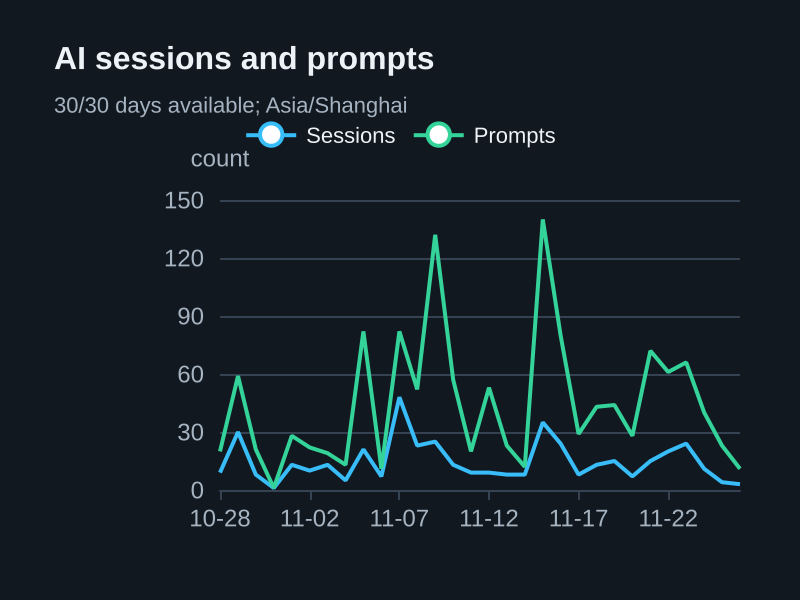 AI sessions and prompts
30/30 days available; Asia/Shanghai
Sessions Prompts
count
150
120
90
60
30
0
10-28 11-02 11-07 11-12 11-17 11-22